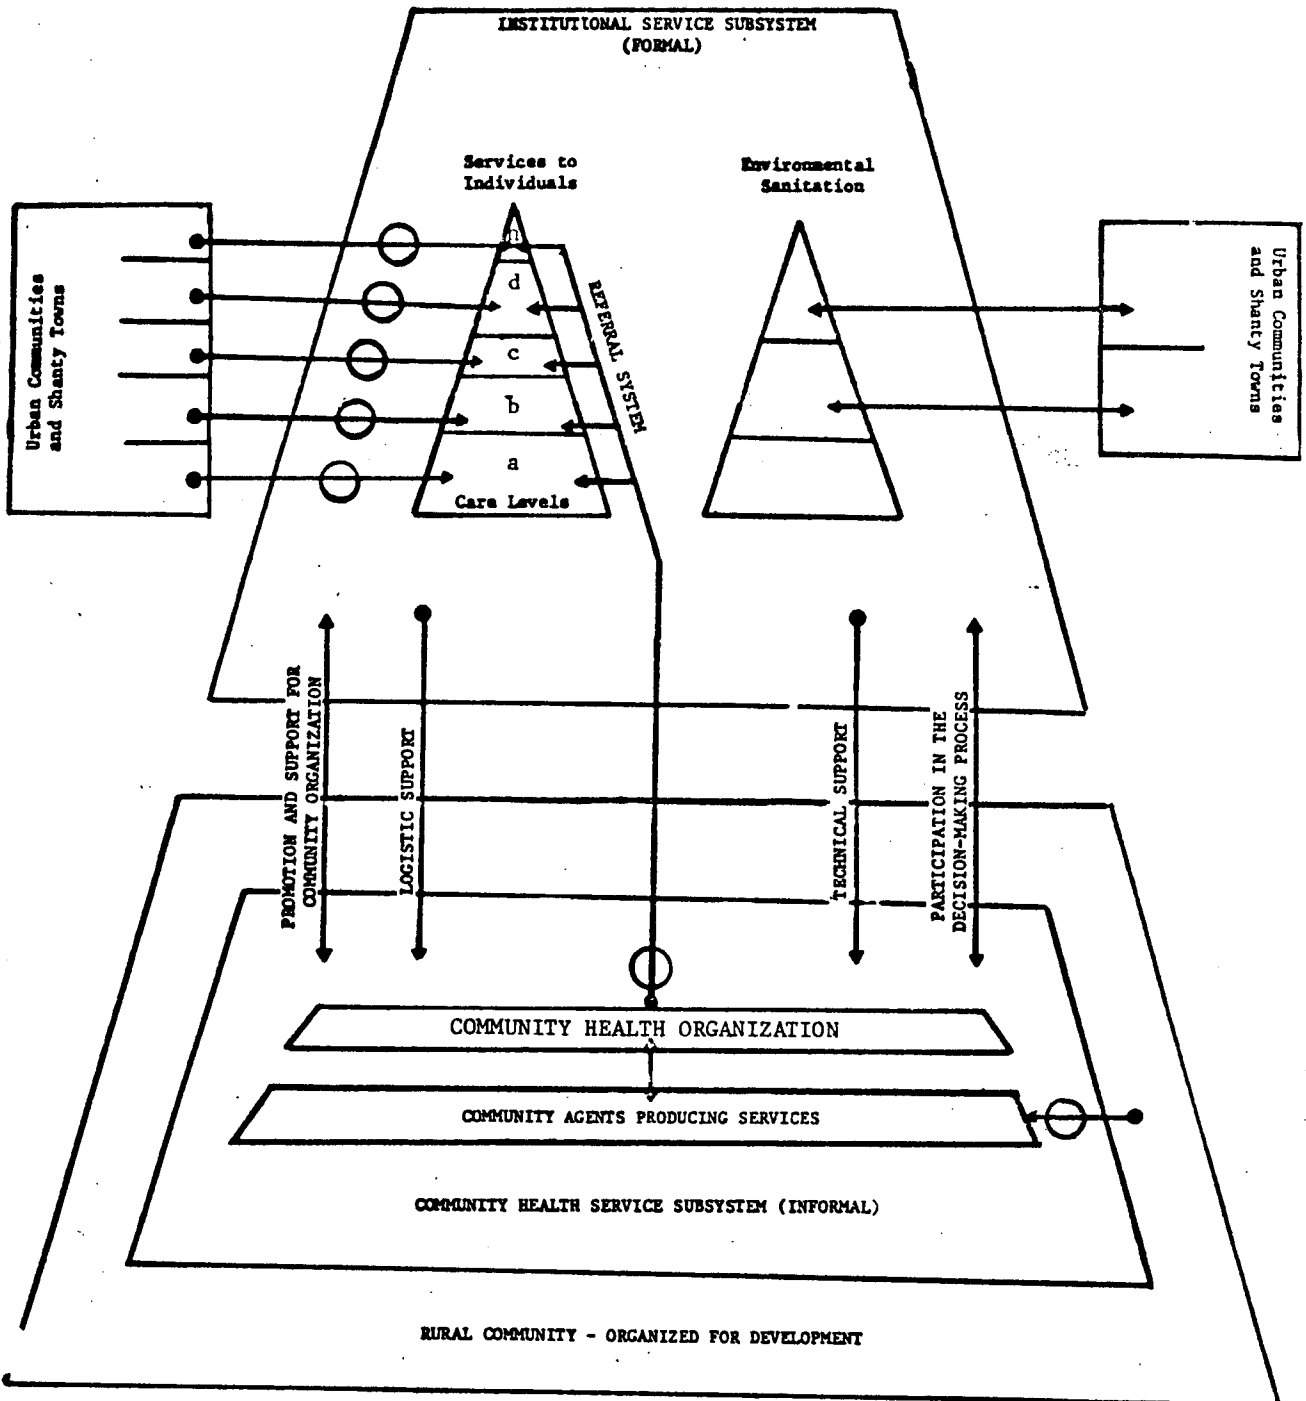 INSTITUTIONAL SERVICE SUBSYSTEM
(FORMAL)
Services to
Individuals
Environmental
Sanitation
Urban Communities
and Shanty Towns
n
d
c
b
a
Care Levels
REFERRAL SYSTEM
Urban Communities
and Shanty Towns
PROMOTION AND SUPPORT FOR
COMMUNITY ORGANIZATION
LOGISTIC SUPPORT
TECHNICAL SUPPORT
PARTICIPATION IN THE
DECISION-MAKING PROCESS
COMMUNITY HEALTH ORGANIZATION
COMMUNITY AGENTS PRODUCING SERVICES
COMMUNITY HEALTH SERVICE SUBSYSTEM (INFORMAL)
RURAL COMMUNITY - ORGANIZED FOR DEVELOPMENT